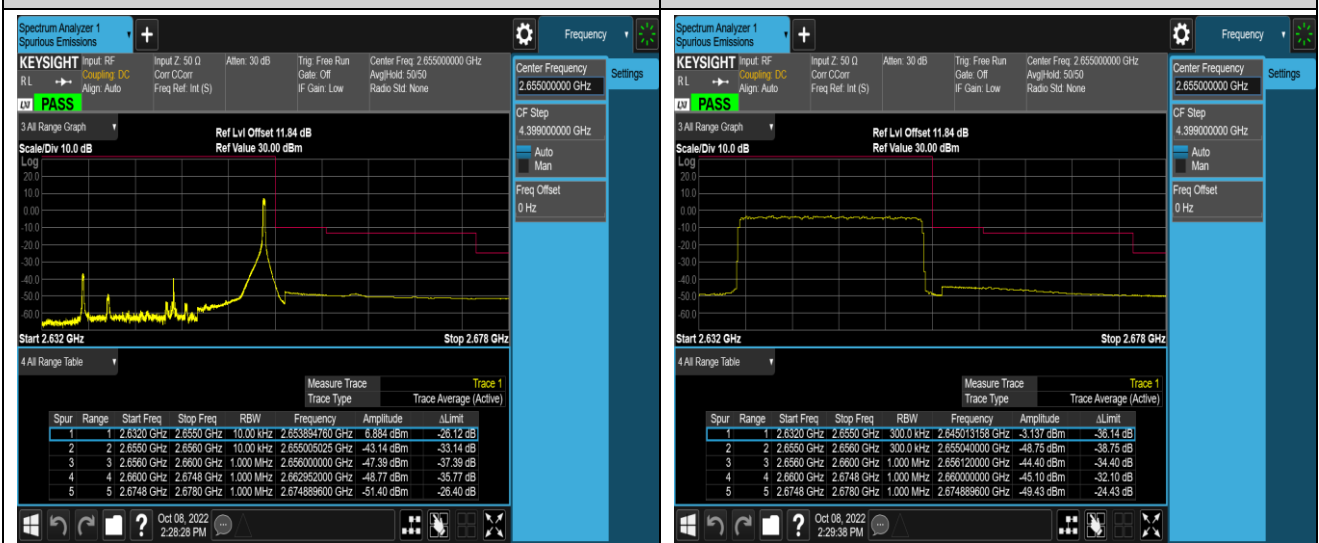 Spectrum Analyzer 1
Spurious Emissions
+
Frequency
KEYSIGHT Input: RF Input Z: 50 Ω Atten: 30 dB Trig: Free Run Center Freq: 2.655000000 GHz
RL Coupling: DC Corr CCorr Gate: Off Avg|Hold: 50/50
Align: Auto Freq Ref: Int (S) IF Gain: Low Radio Std: None
LXI PASS
Center Frequency
2.655000000 GHz
Settings
CF Step
4.399000000 GHz
Auto
Man
Freq Offset
0 Hz
3 All Range Graph
Ref Lvl Offset 11.84 dB
Scale/Div 10.0 dB Ref Value 30.00 dBm
Log
20.0
10.0
0.00
-10.0
-20.0
-30.0
-40.0
-50.0
-60.0
Start 2.632 GHz Stop 2.678 GHz
4 All Range Table
Measure Trace Trace 1
Trace Type Trace Average (Active)
Spur Range Start Freq Stop Freq RBW Frequency Amplitude ΔLimit
1 1 2.6320 GHz 2.6550 GHz 10.00 kHz 2.653894760 GHz 6.884 dBm -26.12 dB
2 2 2.6550 GHz 2.6560 GHz 10.00 kHz 2.655005025 GHz -43.14 dBm -33.14 dB
3 3 2.6560 GHz 2.6600 GHz 1.000 MHz 2.656000000 GHz -47.39 dBm -37.39 dB
4 4 2.6600 GHz 2.6748 GHz 1.000 MHz 2.662952000 GHz -48.77 dBm -35.77 dB
5 5 2.6748 GHz 2.6780 GHz 1.000 MHz 2.674889600 GHz -51.40 dBm -26.40 dB
?
Oct 08, 2022
2:28:28 PM
Spectrum Analyzer 1
Spurious Emissions
+
Frequency
KEYSIGHT Input: RF Input Z: 50 Ω Atten: 30 dB Trig: Free Run Center Freq: 2.655000000 GHz
RL Coupling: DC Corr CCorr Gate: Off Avg|Hold: 50/50
Align: Auto Freq Ref: Int (S) IF Gain: Low Radio Std: None
LXI PASS
Center Frequency
2.655000000 GHz
Settings
CF Step
4.399000000 GHz
Auto
Man
Freq Offset
0 Hz
3 All Range Graph
Ref Lvl Offset 11.84 dB
Scale/Div 10.0 dB Ref Value 30.00 dBm
Log
20.0
10.0
0.00
-10.0
-20.0
-30.0
-40.0
-50.0
-60.0
Start 2.632 GHz Stop 2.678 GHz
4 All Range Table
Measure Trace Trace 1
Trace Type Trace Average (Active)
Spur Range Start Freq Stop Freq RBW Frequency Amplitude ΔLimit
1 1 2.6320 GHz 2.6550 GHz 300.0 kHz 2.645013158 GHz -3.137 dBm -36.14 dB
2 2 2.6550 GHz 2.6560 GHz 300.0 kHz 2.655040000 GHz -48.75 dBm -38.75 dB
3 3 2.6560 GHz 2.6600 GHz 1.000 MHz 2.656120000 GHz -44.40 dBm -34.40 dB
4 4 2.6600 GHz 2.6748 GHz 1.000 MHz 2.660000000 GHz -45.10 dBm -32.10 dB
5 5 2.6748 GHz 2.6780 GHz 1.000 MHz 2.674889600 GHz -49.43 dBm -24.43 dB
?
Oct 08, 2022
2:29:38 PM